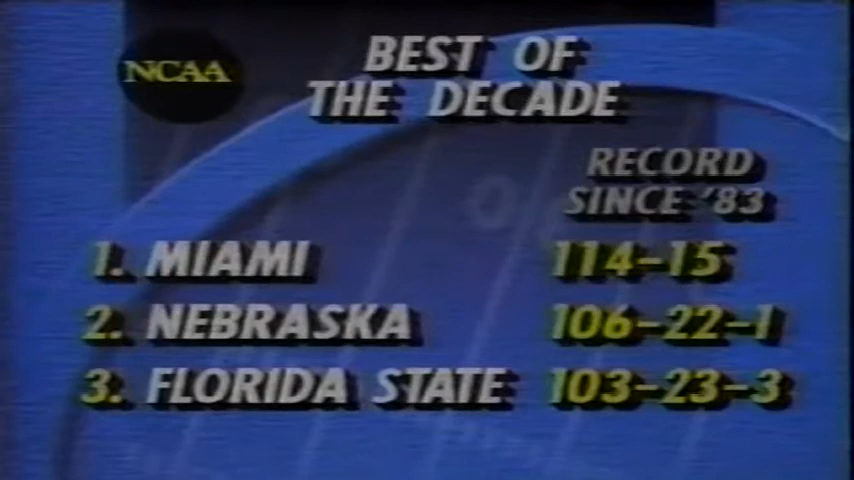 NCAA
BEST OF
THE DECADE
RECORD
SINCE '83
1. MIAMI 114-15
2. NEBRASKA 106-22-1
3. FLORIDA STATE 103-23-3